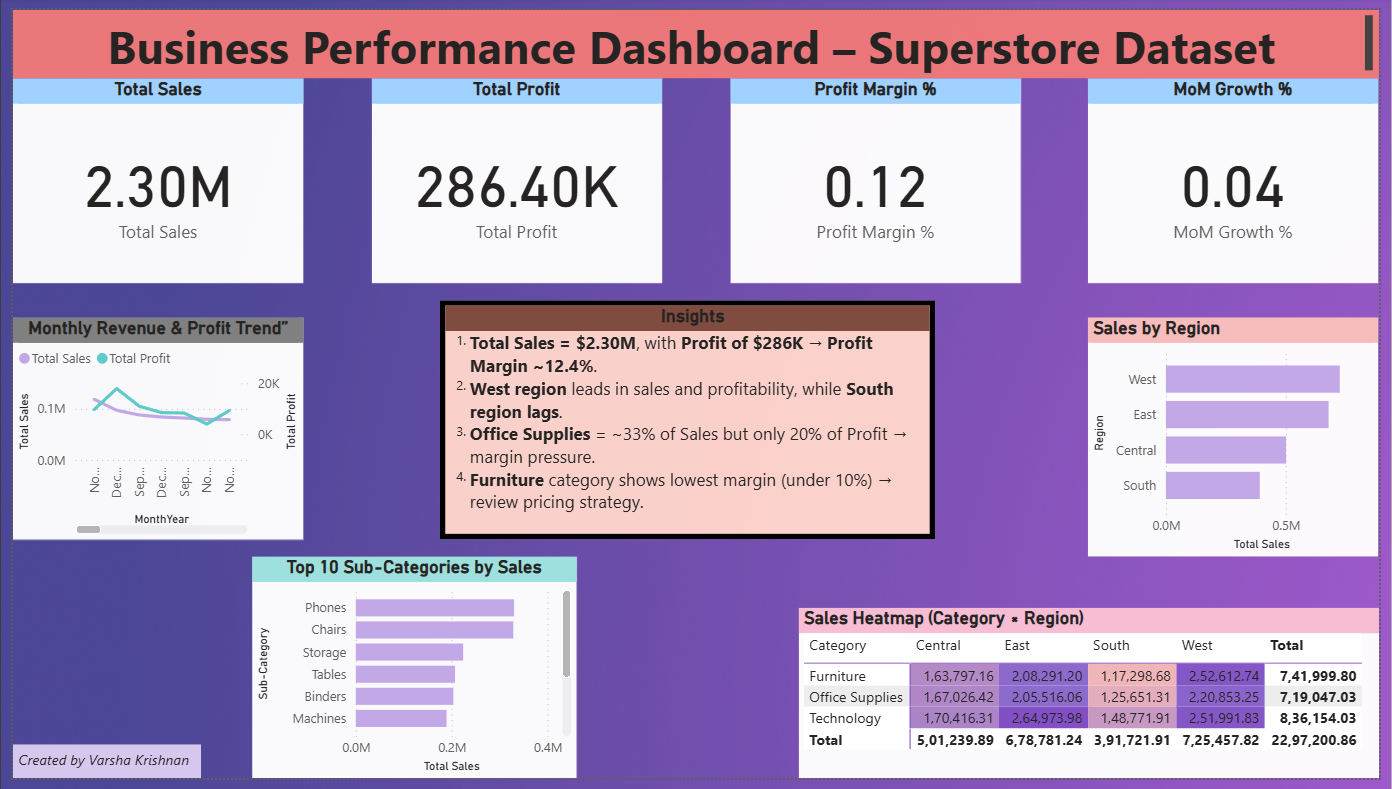 Business Performance Dashboard – Superstore Dataset
Total Sales
2.30M
Total Sales
Total Profit
286.40K
Total Profit
Profit Margin %
0.12
Profit Margin %
MoM Growth %
0.04
MoM Growth %
Monthly Revenue & Profit Trend”
Total Sales Total Profit
Total Sales
0.1M
0.0M
20K
0K
Total Profit
No...
Dec...
Sep...
Dec...
Sep...
No...
No...
MonthYear
Insights
1. Total Sales = $2.30M, with Profit of $286K → Profit
Margin ~12.4%.
2. West region leads in sales and profitability, while South
region lags.
3. Office Supplies = ~33% of Sales but only 20% of Profit →
margin pressure.
4. Furniture category shows lowest margin (under 10%) →
review pricing strategy.
Sales by Region
Region
West
East
Central
South
0.0M 0.5M
Total Sales
Top 10 Sub-Categories by Sales
Sub-Category
Phones
Chairs
Storage
Tables
Binders
Machines
0.0M 0.2M 0.4M
Total Sales
Sales Heatmap (Category × Region)
Category Central East South West Total
Furniture 1,63,797.16 2,08,291.20 1,17,298.68 2,52,612.74 7,41,999.80
Office Supplies 1,67,026.42 2,05,516.06 1,25,651.31 2,20,853.25 7,19,047.03
Technology 1,70,416.31 2,64,973.98 1,48,771.91 2,51,991.83 8,36,154.03
Total 5,01,239.89 6,78,781.24 3,91,721.91 7,25,457.82 22,97,200.86
Created by Varsha Krishnan